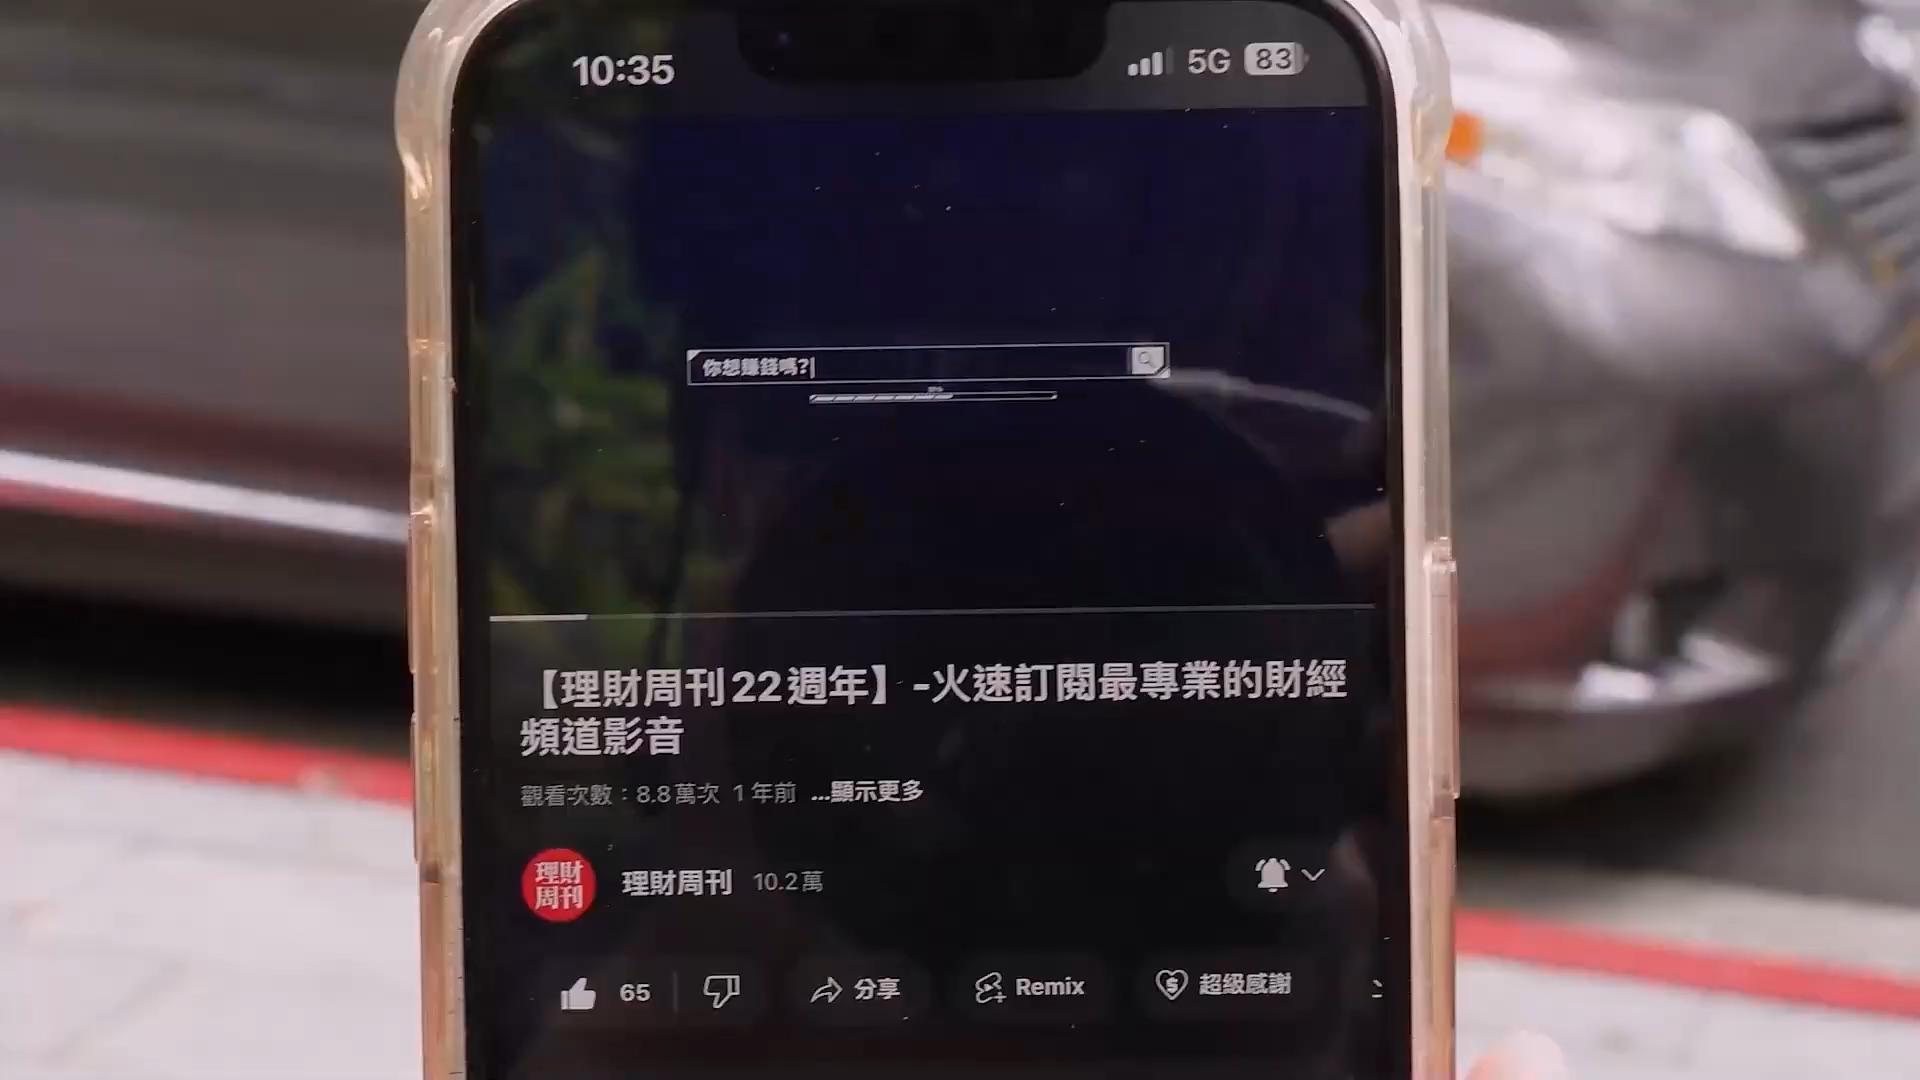 10:35
5G 83
你想賺錢嗎?
【理財周刊22週年】-火速訂閱最專業的財經
頻道影音
觀看次數：8.8萬次 1年前 ...顯示更多
理財
周刊
理財周刊 10.2萬
65
分享
Remix
超級感謝